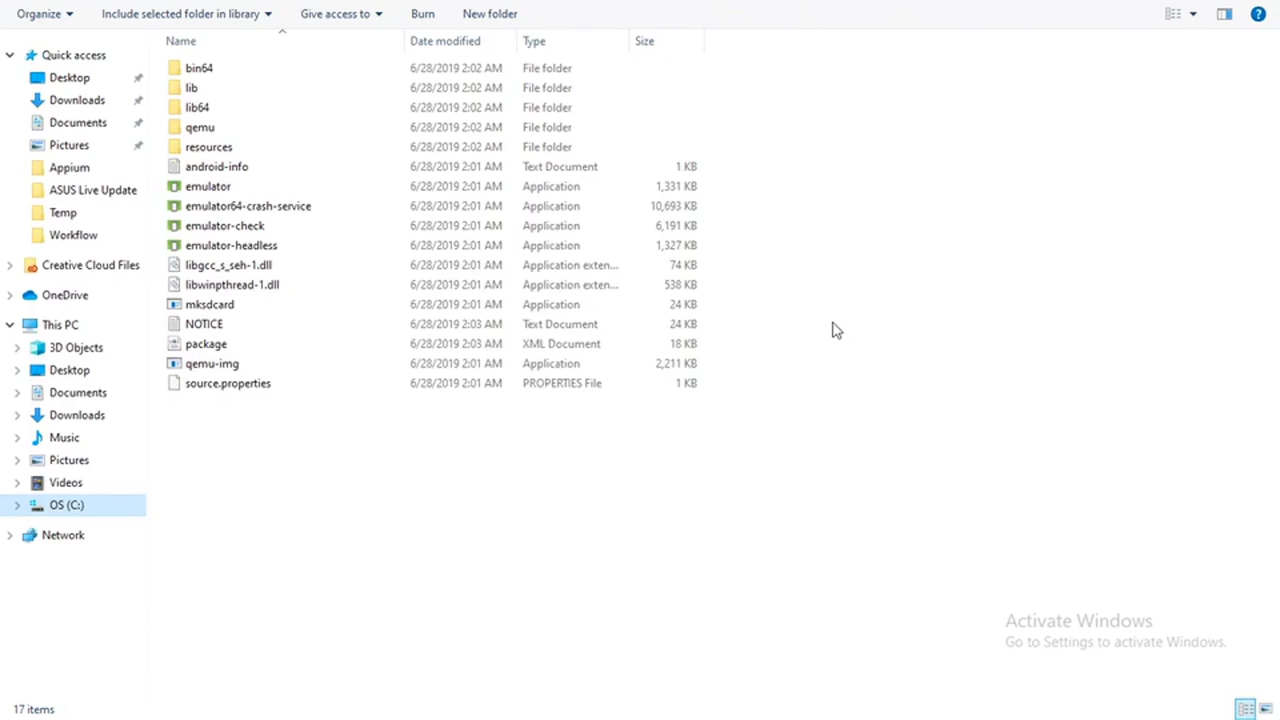 Organize Include selected folder in library Give access to Burn New folder
Name Date modified Type Size
Quick access
Desktop
Downloads
Documents
Pictures
Appium
ASUS Live Update
Temp
Workflow
Creative Cloud Files
OneDrive
This PC
3D Objects
Desktop
Documents
Downloads
Music
Pictures
Videos
OS (C:)
Network
bin64 6/28/2019 2:02 AM File folder
lib 6/28/2019 2:02 AM File folder
lib64 6/28/2019 2:02 AM File folder
qemu 6/28/2019 2:02 AM File folder
resources 6/28/2019 2:02 AM File folder
android-info 6/28/2019 2:01 AM Text Document 1 KB
emulator 6/28/2019 2:01 AM Application 1,331 KB
emulator64-crash-service 6/28/2019 2:01 AM Application 10,693 KB
emulator-check 6/28/2019 2:01 AM Application 6,191 KB
emulator-headless 6/28/2019 2:01 AM Application 1,327 KB
libgcc_s_seh-1.dll 6/28/2019 2:01 AM Application exten... 74 KB
libwinpthread-1.dll 6/28/2019 2:01 AM Application exten... 538 KB
mksdcard 6/28/2019 2:01 AM Application 24 KB
NOTICE 6/28/2019 2:03 AM Text Document 24 KB
package 6/28/2019 2:03 AM XML Document 18 KB
qemu-img 6/28/2019 2:01 AM Application 2,211 KB
source.properties 6/28/2019 2:01 AM PROPERTIES File 1 KB
Activate Windows
Go to Settings to activate Windows.
17 items